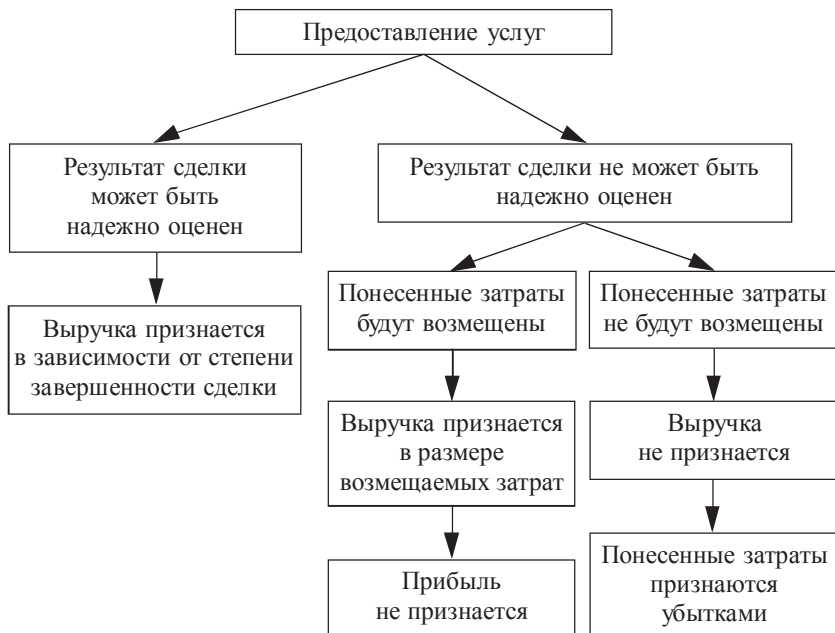 Предоставление услуг
Результат сделки
может быть
надежно оценен
Результат сделки не может быть
надежно оценен
Выручка признается
в зависимости от степени
завершенности сделки
Понесенные затраты
будут возмещены
Понесенные затраты
не будут возмещены
Выручка признается
в размере
возмещаемых затрат
Выручка
не признается
Прибыль
не признается
Понесенные затраты
признаются
убытками